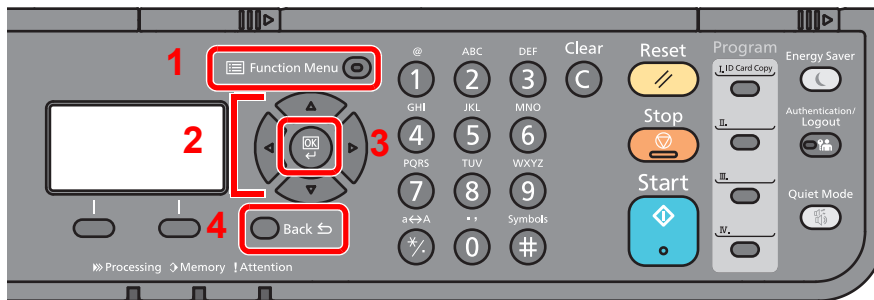 1
Function Menu
2
OK
3
4
Back
Processing Memory ! Attention
@
1
ABC
2
DEF
3
Clear
C
GHI
4
JKL
5
MNO
6
PQRS
7
TUV
8
WXYZ
9
a↔A
*/.
. ,
0
Symbols
#
Reset
Stop
Start
Program
I. ID Card Copy
II.
III.
IV.
Energy Saver
Authentication/
Logout
Quiet Mode